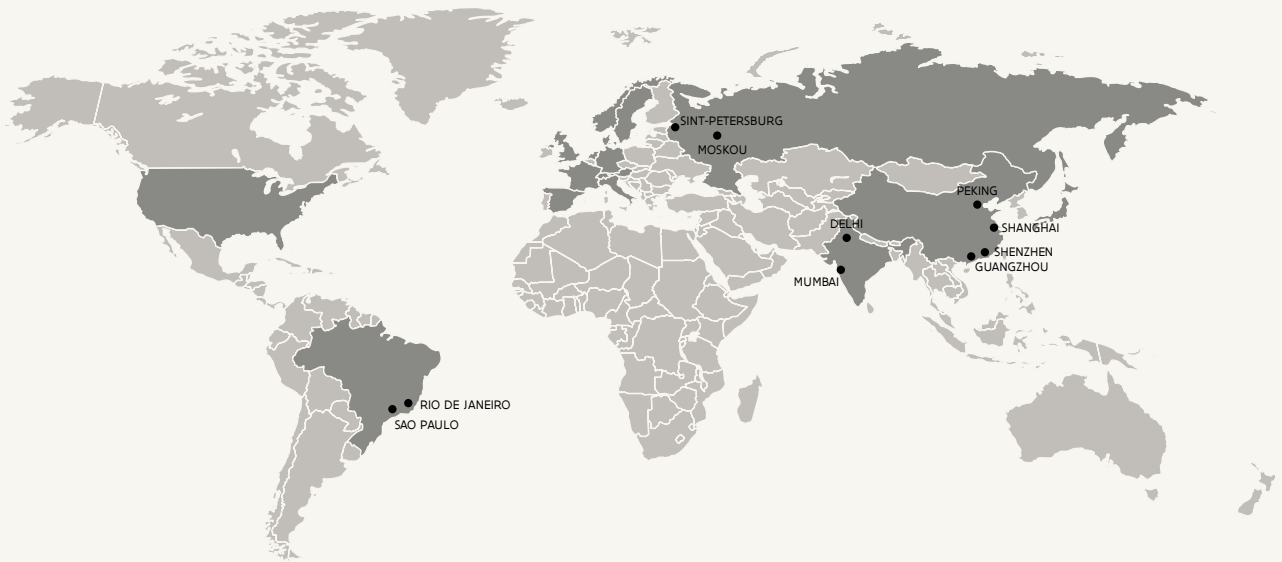 SINT-PETERSBURG
MOSKOU
PEKING
DELHI
SHANGHAI
SHENZHEN
GUANGZHOU
MUMBAI
RIO DE JANEIRO
SAO PAULO